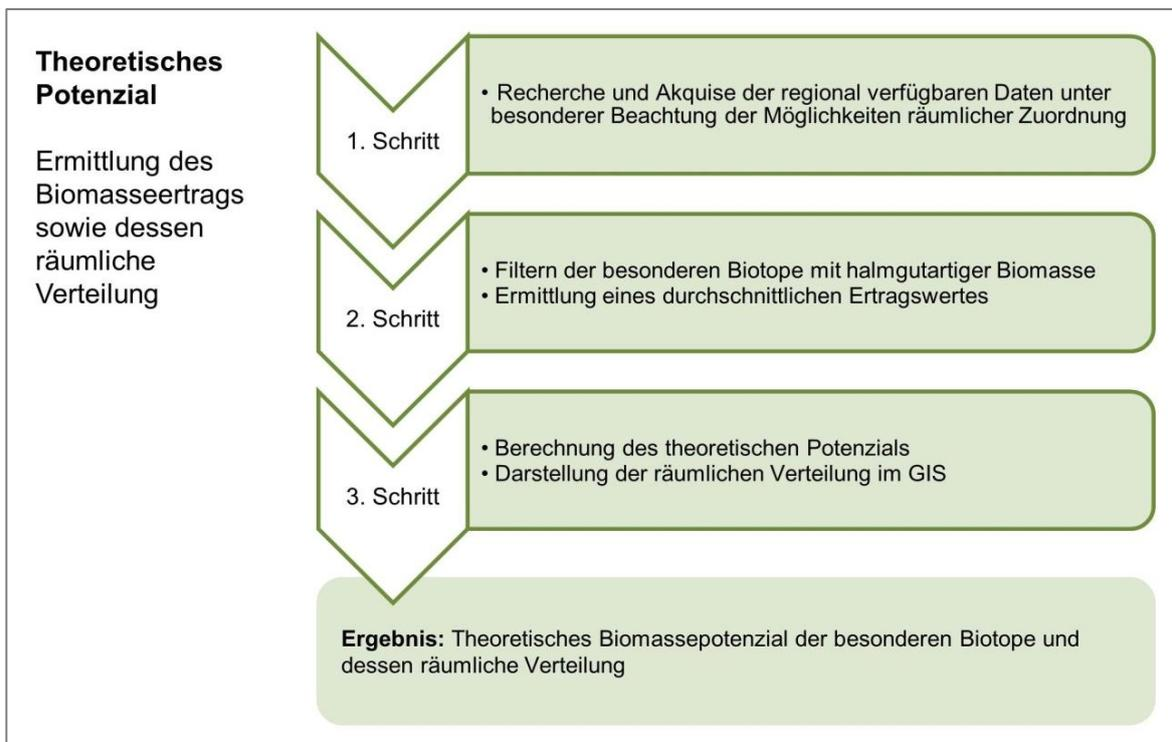 Theoretisches
Potenzial
Ermittlung des
Biomasseertrags
sowie dessen
räumliche
Verteilung
1. Schritt
• Recherche und Akquise der regional verfügbaren Daten unter
besonderer Beachtung der Möglichkeiten räumlicher Zuordnung
2. Schritt
• Filtern der besonderen Biotope mit halmgutartiger Biomasse
• Ermittlung eines durchschnittlichen Ertragswertes
3. Schritt
• Berechnung des theoretischen Potenzials
• Darstellung der räumlichen Verteilung im GIS
Ergebnis: Theoretisches Biomassepotenzial der besonderen Biotope und
dessen räumliche Verteilung